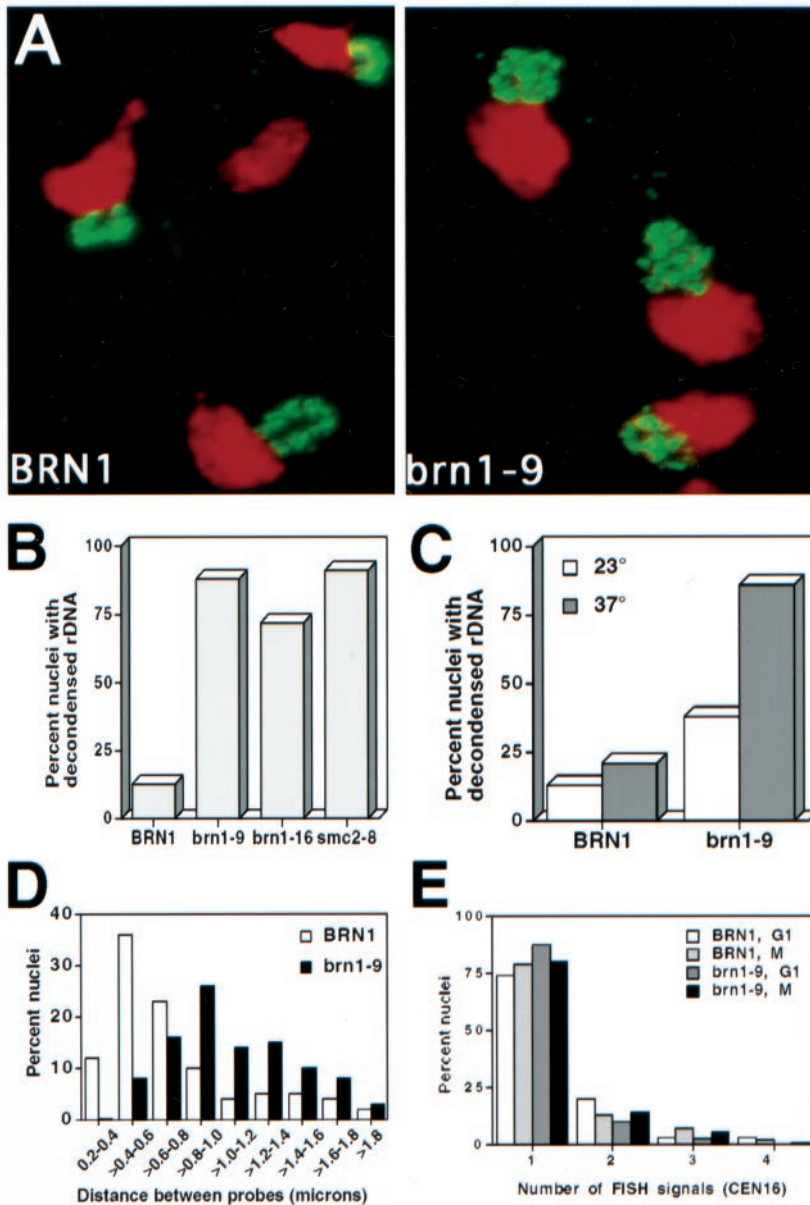 A
BRN1
brn1-9
B
Percent nuclei with
decondensed rDNA
100
75
50
25
0
BRN1 brn1-9 brn1-16 smc2-8
C
Percent nuclei with
decondensed rDNA
100
75
50
25
0
23°
37°
BRN1 brn1-9
D
Percent nuclei
40
30
20
10
0
BRN1
brn1-9
0.2-0.4 >0.4-0.6 >0.6-0.8 >0.8-1.0 >1.0-1.2 >1.2-1.4 >1.4-1.6 >1.6-1.8 >1.8
Distance between probes (microns)
E
Percent nuclei
100
75
50
25
0
BRN1, G1
BRN1, M
brn1-9, G1
brn1-9, M
1 2 3 4
Number of FISH signals (CEN16)